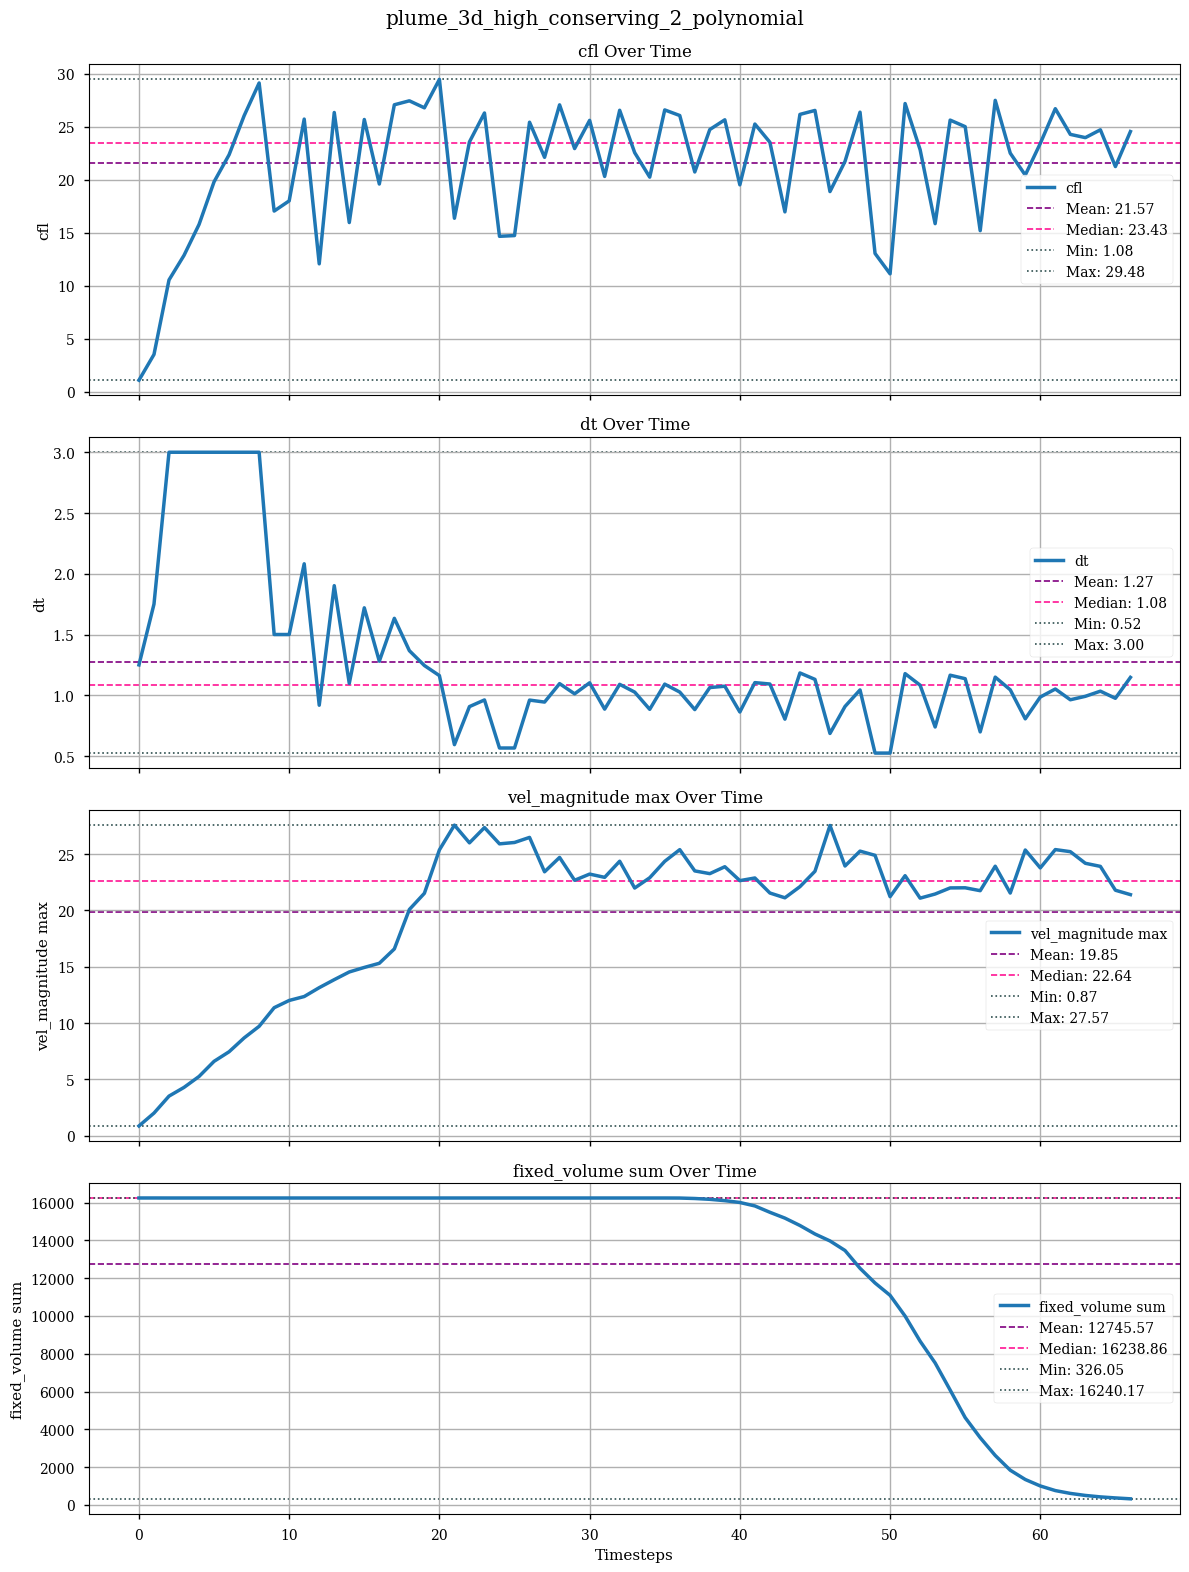 plume_3d_high_conserving_2_polynomial
cfl Over Time
30
25
20
15
10
5
0
cfl
cfl
Mean: 21.57
Median: 23.43
Min: 1.08
Max: 29.48
dt Over Time
3.0
2.5
2.0
1.5
1.0
0.5
dt
dt
Mean: 1.27
Median: 1.08
Min: 0.52
Max: 3.00
vel_magnitude max Over Time
25
20
15
10
5
0
vel_magnitude max
vel_magnitude max
Mean: 19.85
Median: 22.64
Min: 0.87
Max: 27.57
fixed_volume sum Over Time
16000
14000
12000
10000
8000
6000
4000
2000
0
fixed_volume sum
fixed_volume sum
Mean: 12745.57
Median: 16238.86
Min: 326.05
Max: 16240.17
0 10 20 30 40 50 60
Timesteps